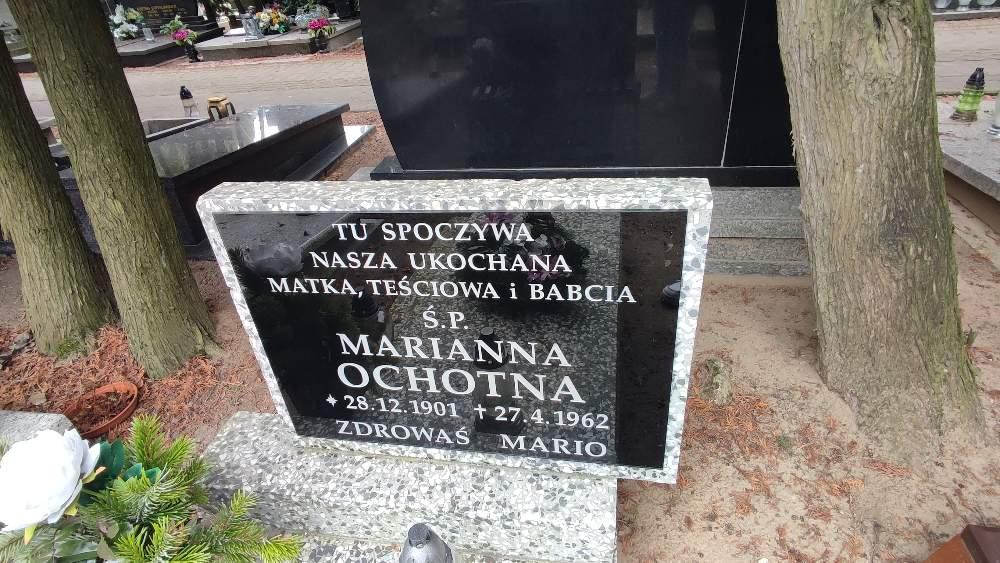 TU SPOCZYWA
NASZA UKOCHANA
MATKA, TEŚCIOWA i BABCIA
Ś.P.
MARIANNA
OCHOTNA
* 28.12.1901 † 27.4.1962
ZDROWAŚ MARIO